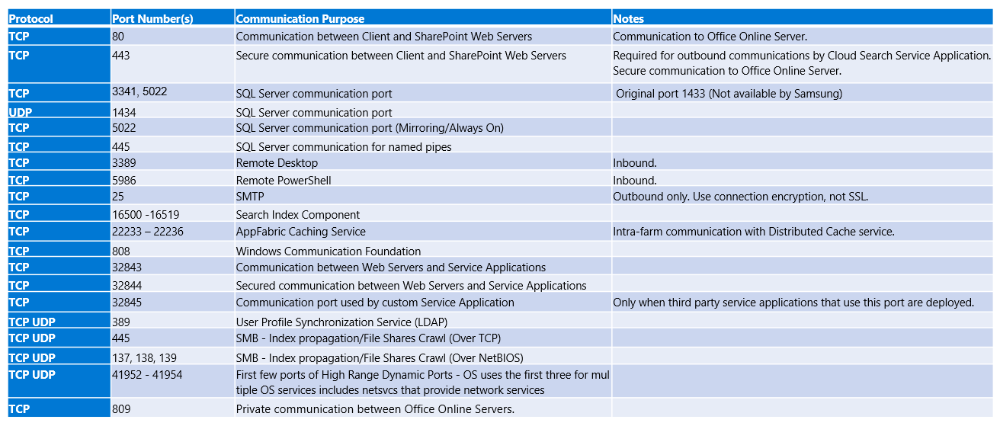 Protocol Port Number(s) Communication Purpose Notes
TCP 80 Communication between Client and SharePoint Web Servers Communication to Office Online Server.
TCP 443 Secure communication between Client and SharePoint Web Servers Required for outbound communications by Cloud Search Service Application.
Secure communication to Office Online Server.
TCP 3341, 5022 SQL Server communication port Original port 1433 (Not available by Samsung)
UDP 1434 SQL Server communication port
TCP 5022 SQL Server communication port (Mirroring/Always On)
TCP 445 SQL Server communication for named pipes
TCP 3389 Remote Desktop Inbound.
TCP 5986 Remote PowerShell Inbound.
TCP 25 SMTP Outbound only. Use connection encryption, not SSL.
TCP 16500 -16519 Search Index Component
TCP 22233 – 22236 AppFabric Caching Service Intra-farm communication with Distributed Cache service.
TCP 808 Windows Communication Foundation
TCP 32843 Communication between Web Servers and Service Applications
TCP 32844 Secured communication between Web Servers and Service Applications
TCP 32845 Communication port used by custom Service Application Only when third party service applications that use this port are deployed.
TCP UDP 389 User Profile Synchronization Service (LDAP)
TCP UDP 445 SMB - Index propagation/File Shares Crawl (Over TCP)
TCP UDP 137, 138, 139 SMB - Index propagation/File Shares Crawl (Over NetBIOS)
TCP UDP 41952 - 41954 First few ports of High Range Dynamic Ports - OS uses the first three for mul
tiple OS services includes netsvcs that provide network services
TCP 809 Private communication between Office Online Servers.